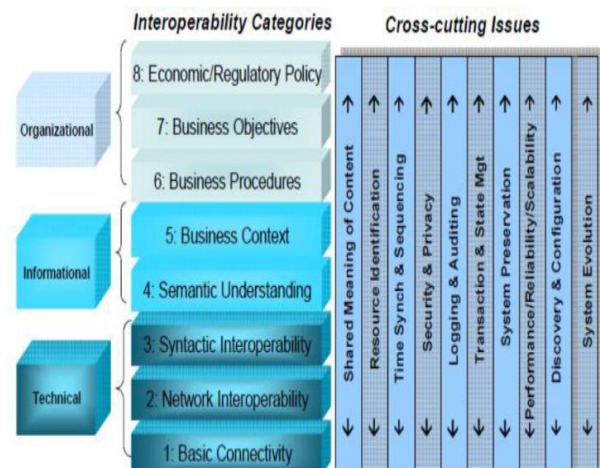 Interoperability Categories
Cross-cutting Issues
Organizational
8: Economic/Regulatory Policy
7: Business Objectives
6: Business Procedures
Informational
5: Business Context
4: Semantic Understanding
Technical
3: Syntactic Interoperability
2: Network Interoperability
1: Basic Connectivity
Shared Meaning of Content
Resource Identification
Time Synch & Sequencing
Security & Privacy
Logging & Auditing
Transaction & State Mgt
System Preservation
Performance/Reliability/Scalability
Discovery & Configuration
System Evolution